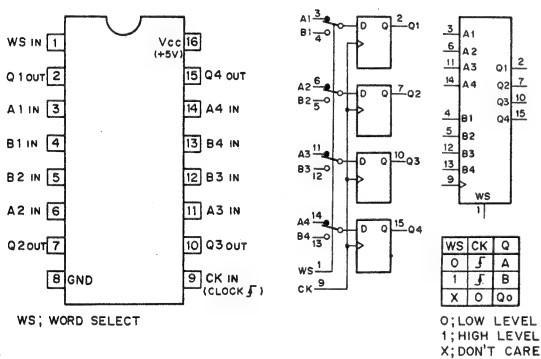 WS IN 1
Q1 OUT 2
A1 IN 3
B1 IN 4
B2 IN 5
A2 IN 6
Q2 OUT 7
8 GND
Vcc 16
(+5V)
15 Q4 OUT
14 A4 IN
13 B4 IN
12 B3 IN
11 A3 IN
10 Q3 OUT
9 CK IN
(CLOCK)
WS; WORD SELECT
A1 3
B1 4
D Q 2 Q1
A2 6
B2 5
D Q 7 Q2
A3 11
B3 12
D Q 10 Q3
A4 14
B4 13
D Q 15 Q4
WS 1
CK 9
3 A1
6 A2
11 A3
14 A4
4 B1
5 B2
12 B3
13 B4
9
Q1 2
Q2 7
Q3 10
Q4 15
WS
1
WS CK Q
0 A
1 B
X 0 Qo
0; LOW LEVEL
1; HIGH LEVEL
X; DON'T CARE